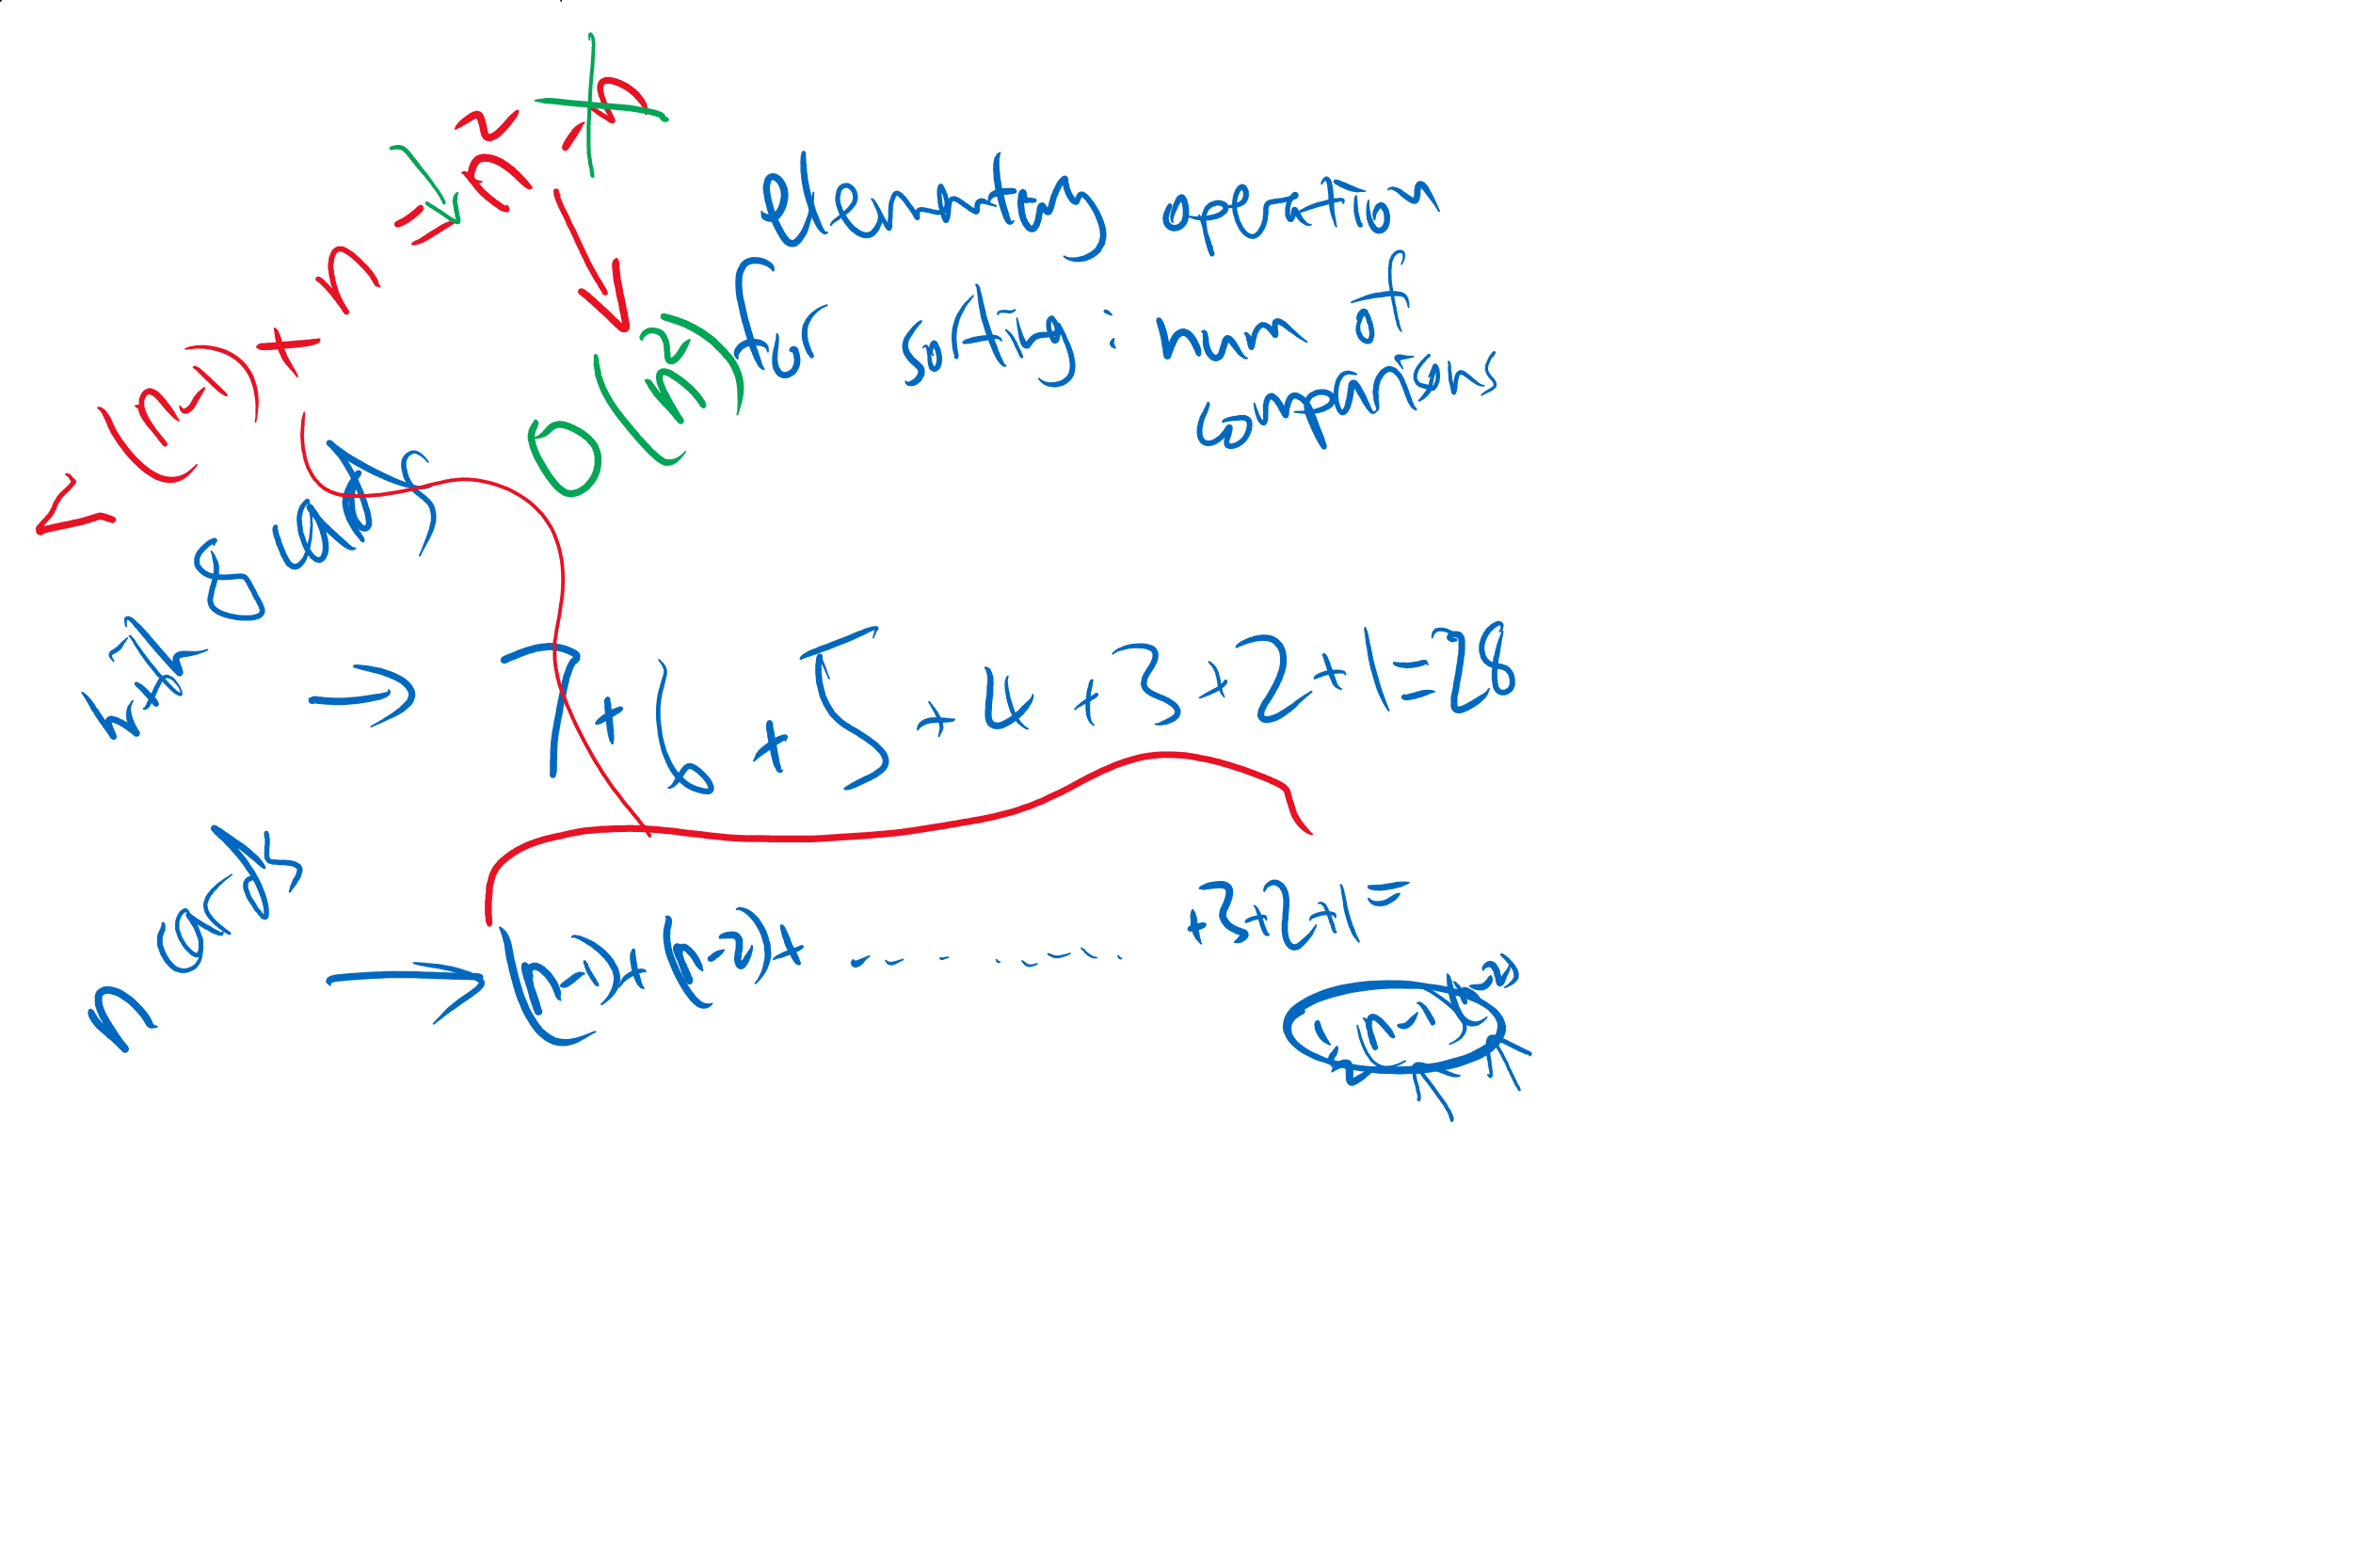 < (n-1) × n = n² - n
O(n²)
Elementary operation
for sorting: num of
comparisons
with 8 cards
=> 7+6+5+4+3+2+1=28
n cards
(n-1)+(n-2)+ ... ... +3+2+1=